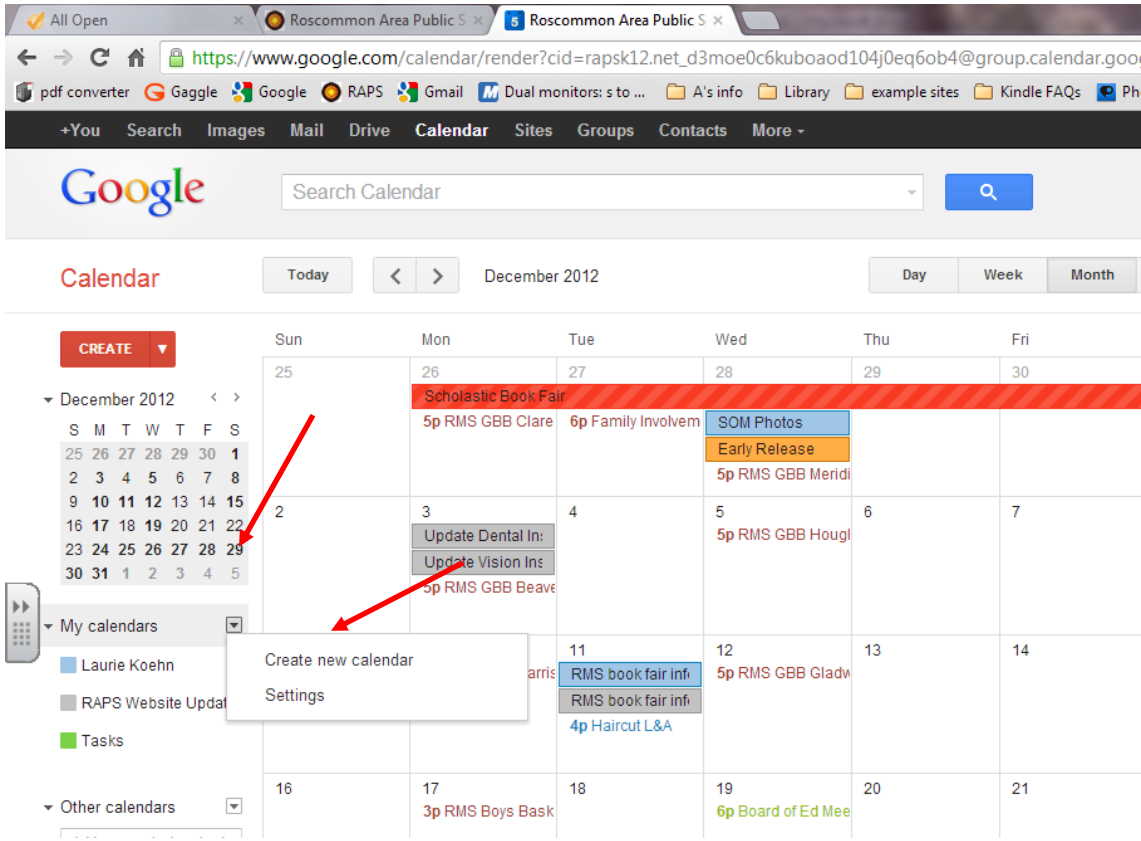 All Open × Roscommon Area Public S × 5 Roscommon Area Public S ×
https://www.google.com/calendar/render?cid=rapsk12.net_d3moe0c6kuboaod104j0eq6ob4@group.calendar.goog
pdf converter Gaggle Google RAPS Gmail Dual monitors: s to ... A's info Library example sites Kindle FAQs Ph
+You Search Images Mail Drive Calendar Sites Groups Contacts More
Google Search Calendar
Calendar Today < > December 2012 Day Week Month
CREATE
December 2012 < >
S M T W T F S
25 26 27 28 29 30 1
2 3 4 5 6 7 8
9 10 11 12 13 14 15
16 17 18 19 20 21 22
23 24 25 26 27 28 29
30 31 1 2 3 4 5
My calendars
Laurie Koehn
RAPS Website Updat
Tasks
Other calendars
Create new calendar
Settings
Sun Mon Tue Wed Thu Fri
25 26 27 28 29 30
Scholastic Book Fair
5p RMS GBB Clare 6p Family Involvem SOM Photos
Early Release
5p RMS GBB Meridi
2 3 4 5 6 7
Update Dental In: 5p RMS GBB Hougl
Update Vision Ins
5p RMS GBB Beave
11 12 13 14
arris RMS book fair inf 5p RMS GBB Gladw
RMS book fair inf
4p Haircut L&A
16 17 18 19 20 21
3p RMS Boys Bask 6p Board of Ed Mee